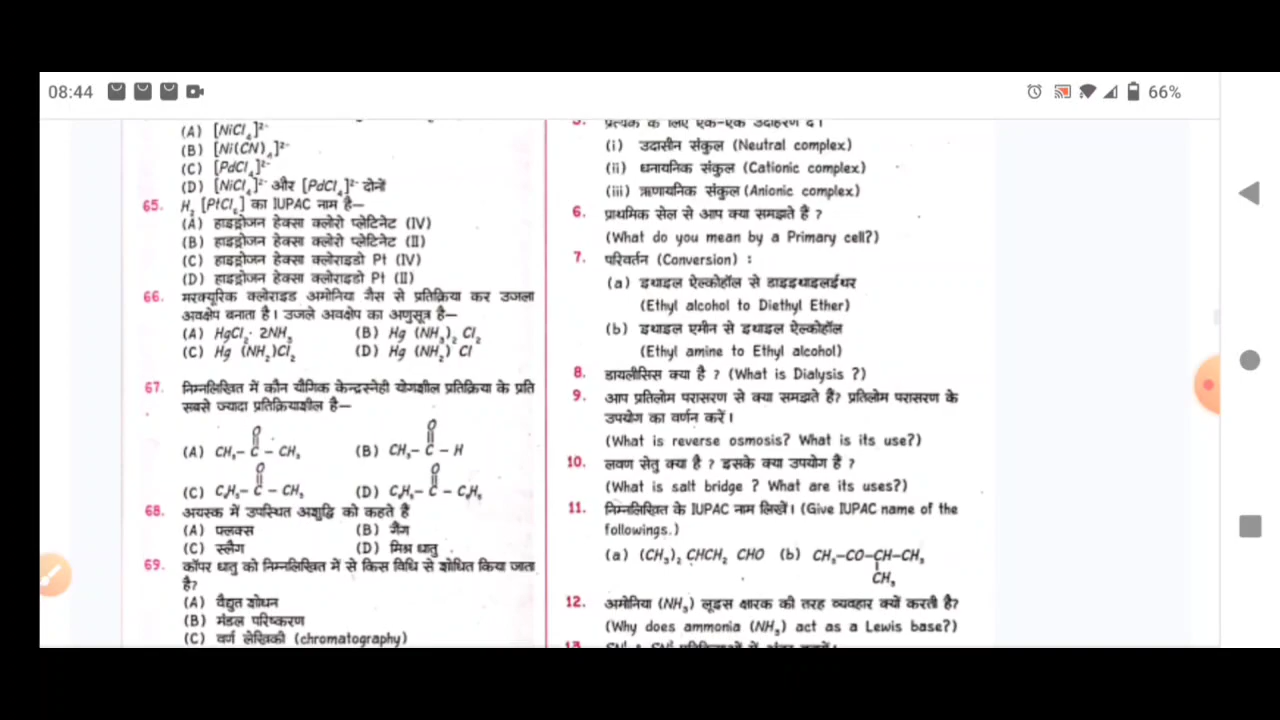 08:44
66%
(A) [NiCl₄]²⁻
(B) [Ni(CN)₄]²⁻
(C) [PdCl₄]²⁻
(D) [NiCl₄]²⁻ और [PdCl₄]²⁻ दोनों
65. H₂ [PtCl₆] का IUPAC नाम है—
(A) हाइड्रोजन हेक्सा क्लोरो प्लेटिनेट (IV)
(B) हाइड्रोजन हेक्सा क्लोरो प्लेटिनेट (II)
(C) हाइड्रोजन हेक्सा क्लोराइडो Pt (IV)
(D) हाइड्रोजन हेक्सा क्लोराइडो Pt (II)
66. मरक्यूरिक क्लोराइड अमोनिया गैस से प्रतिक्रिया कर उजला
अवक्षेप बनाता है। उजले अवक्षेप का अणुसूत्र है—
(A) HgCl₂· 2NH₃ (B) Hg (NH₃)₂ Cl₂
(C) Hg (NH₂)Cl₂ (D) Hg (NH₂) Cl
67. निम्नलिखित में कौन यौगिक केन्द्रस्नेही योगशील प्रतिक्रिया के प्रति
सबसे ज्यादा प्रतिक्रियाशील है—
O O
(A) CH₃– C – CH₃ (B) CH₃– C – H
O O
(C) C₆H₅– C – CH₃ (D) C₆H₅– C – C₆H₅
68. अयस्क में उपस्थित अशुद्धि को कहते हैं
(A) फ्लक्स (B) गैंग
(C) स्लैग (D) मिश्र धातु
69. कॉपर धातु को निम्नलिखित में से किस विधि से शोधित किया जाता
है?
(A) वैद्युत शोधन
(B) मंडल परिष्करण
(C) वर्ण लेखिकी (chromatography)
5. प्रत्येक के लिए एक-एक उदाहरण दें।
(i) उदासीन संकुल (Neutral complex)
(ii) धनायनिक संकुल (Cationic complex)
(iii) ऋणायनिक संकुल (Anionic complex)
6. प्राथमिक सेल से आप क्या समझते हैं ?
(What do you mean by a Primary cell?)
7. परिवर्तन (Conversion) :
(a) इथाइल ऐल्कोहॉल से डाइइथाइलईथर
(Ethyl alcohol to Diethyl Ether)
(b) इथाइल एमीन से इथाइल ऐल्कोहॉल
(Ethyl amine to Ethyl alcohol)
8. डायलीसिस क्या है ? (What is Dialysis ?)
9. आप प्रतिलोम परासरण से क्या समझते हैं? प्रतिलोम परासरण के
उपयोग का वर्णन करें।
(What is reverse osmosis? What is its use?)
10. लवण सेतु क्या है ? इसके क्या उपयोग हैं ?
(What is salt bridge ? What are its uses?)
11. निम्नलिखित के IUPAC नाम लिखें। (Give IUPAC name of the
followings.)
(a) (CH₃)₂ CHCH₂ CHO (b) CH₃–CO–CH–CH₃
CH₃
12. अमोनिया (NH₃) लूइस क्षारक की तरह व्यवहार क्यों करती है?
(Why does ammonia (NH₃) act as a Lewis base?)
13.